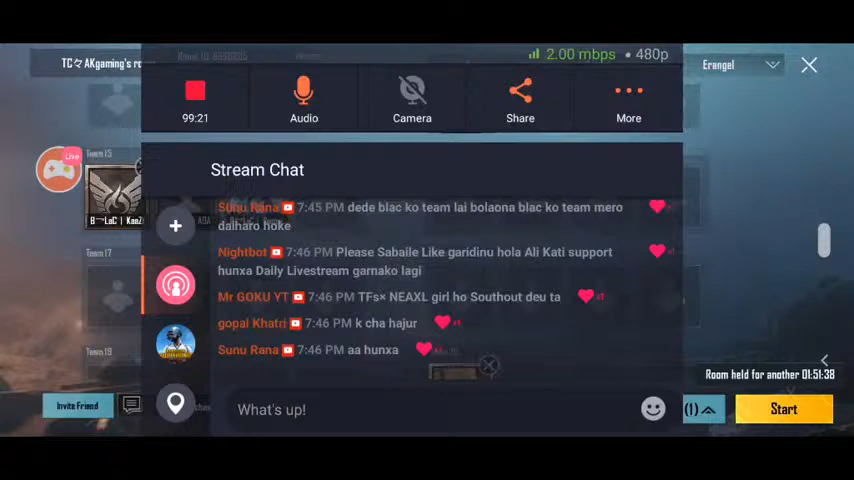 2.00 mbps • 480p
TC々AKgaming's ro
Erangel
99:21
Audio
Camera
Share
More
Live
Team 15
Stream Chat
Sunu Rana 7:45 PM dede blac ko team lai bolaona blac ko team mero
daiharo hoke
Nightbot 7:46 PM Please Sabaile Like garidinu hola Ali Kati support
hunxa Daily Livestream garnako lagi
Team 17
Mr GOKU YT 7:46 PM TFs× NEAXL girl ho Southout deu ta
gopal Khatri 7:46 PM k cha hajur
Sunu Rana 7:46 PM aa hunxa
Team 19
Room held for another 01:51:38
Invite Friend
What's up!
(1)
Start